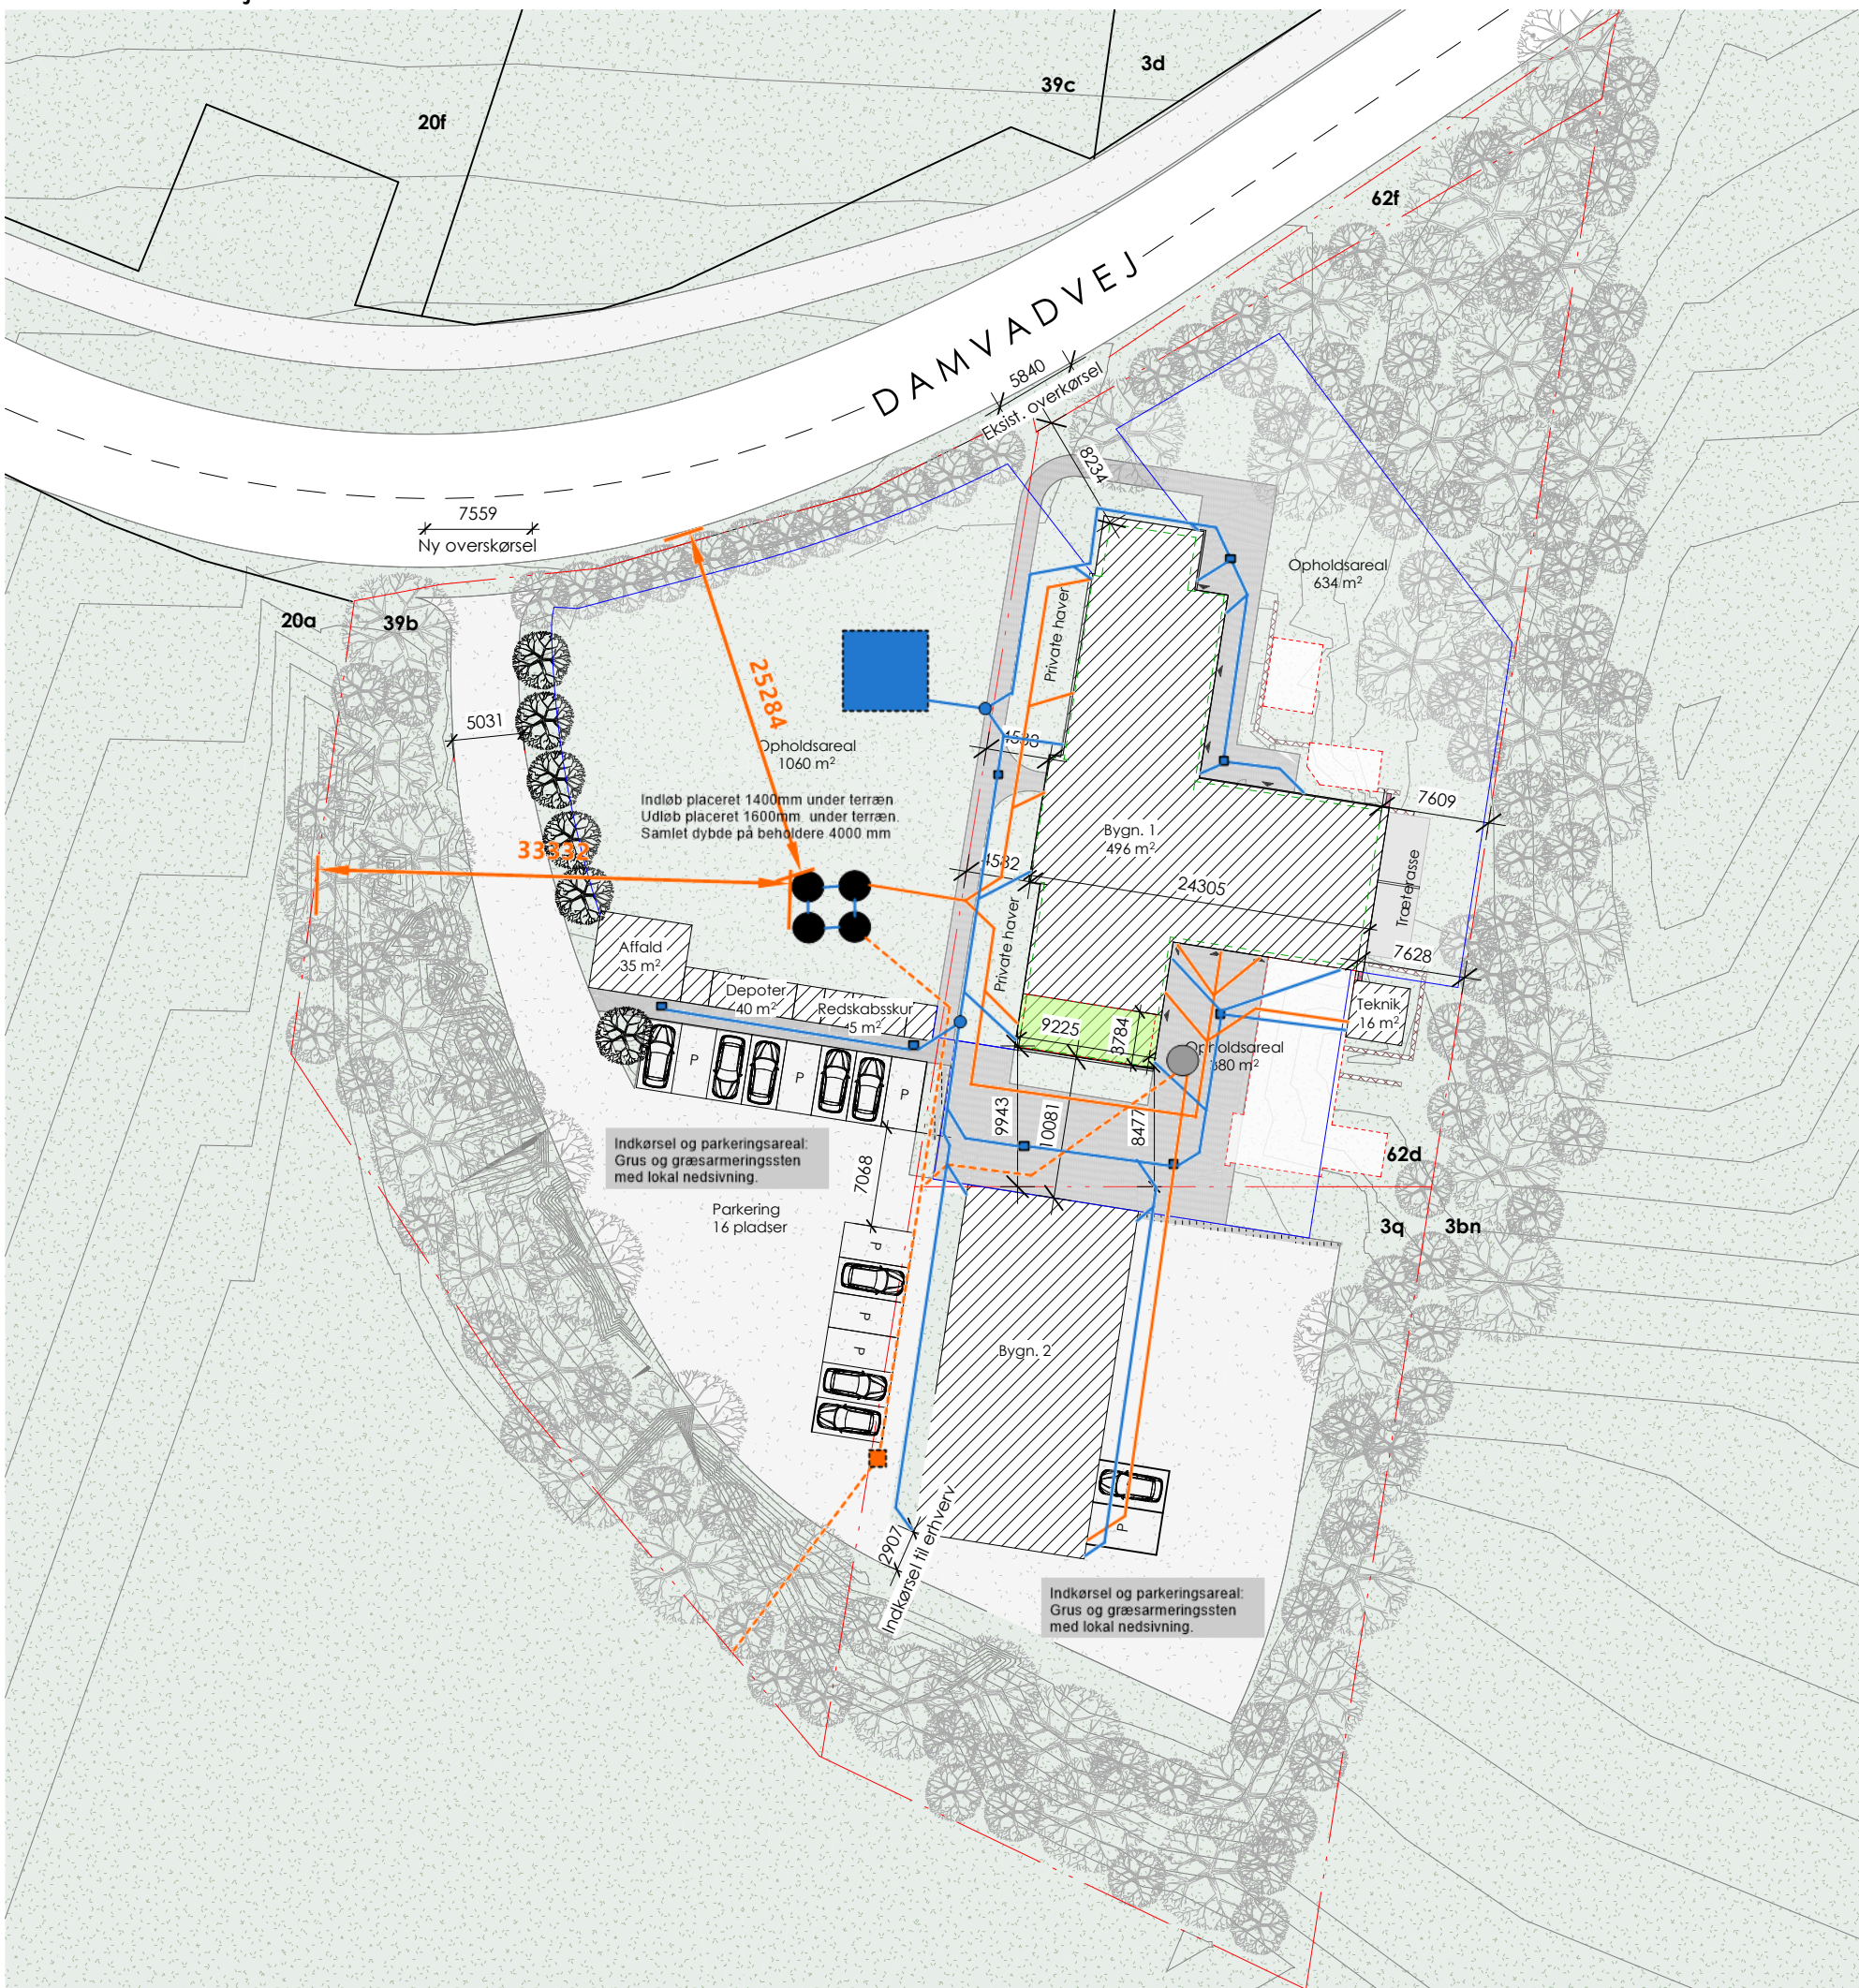 3d
39c
20f
62f
DAMVADVEJ
5840
Eksist. overkørsel
8234
7559
Ny overskørsel
Opholdsareal
634 m²
20a
39b
Private haver
25284
5031
Opholdsareal
1060 m²
Indløb placeret 1400mm under terræn
Udløb placeret 1600mm under terræn.
Samlet dybde på beholdere 4000 mm
7609
Bygn. 1
496 m²
33332
4532
24305
Træterasse
Private haver
Affald
35 m²
7628
Depoter
40 m²
Redskabsskur
Teknik
16 m²
9225
3784
Opholdsareal
P
P
P
9943
10081
8477
Indkørsel og parkeringsareal:
Grus og græsarmeringssten
med lokal nedsivning.
7068
62d
Parkering
16 pladser
3q
3bn
P
P
P
Bygn. 2
P
2907
Indkørsel til erhverv
Indkørsel og parkeringsareal:
Grus og græsarmeringssten
med lokal nedsivning.